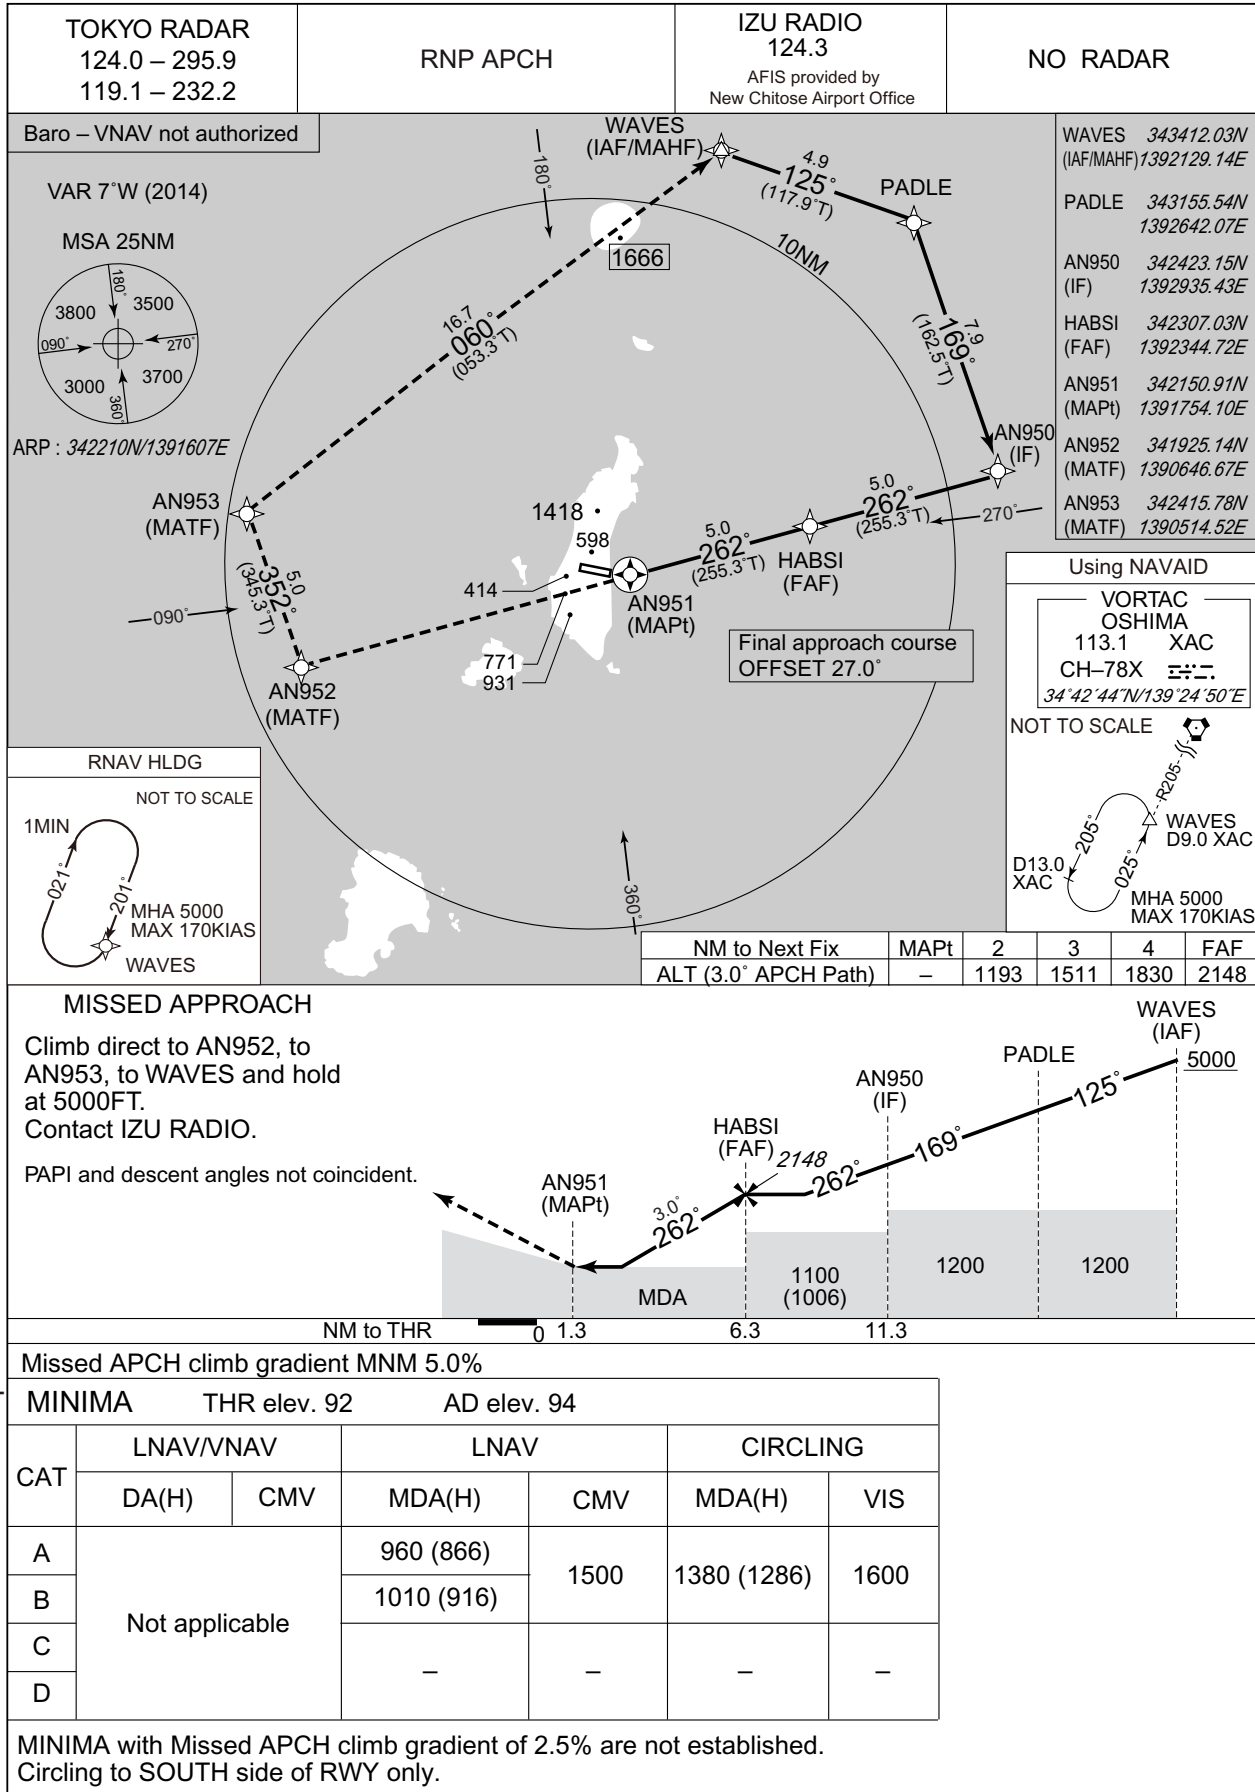 TOKYO RADAR
124.0 – 295.9
119.1 – 232.2
RNP APCH
IZU RADIO
124.3
AFIS provided by
New Chitose Airport Office
NO RADAR
Baro – VNAV not authorized
VAR 7°W (2014)
MSA 25NM
180°
3800
3500
090°
270°
3000
3700
360°
ARP : 342210N/1391607E
WAVES
(IAF/MAHF)
180°
4.9
125°
(117.9°T)
PADLE
1666
10NM
16.7
060°
(053.3°T)
7.9
169°
(162.5°T)
AN950
(IF)
5.0
262°
(255.3°T)
270°
AN953
(MATF)
1418
598
5.0
262°
(255.3°T)
HABSI
(FAF)
5.0
352°
(345.3°T)
414
AN951
(MAPt)
090°
771
931
Final approach course
OFFSET 27.0°
AN952
(MATF)
360°
WAVES 343412.03N
(IAF/MAHF) 1392129.14E
PADLE 343155.54N
1392642.07E
AN950 342423.15N
(IF) 1392935.43E
HABSI 342307.03N
(FAF) 1392344.72E
AN951 342150.91N
(MAPt) 1391754.10E
AN952 341925.14N
(MATF) 1390646.67E
AN953 342415.78N
(MATF) 1390514.52E
Using NAVAID
VORTAC
OSHIMA
113.1 XAC
CH–78X
34°42´44˝N/139°24´50˝E
NOT TO SCALE
R205
205°
WAVES
D9.0 XAC
D13.0
XAC
025°
MHA 5000
MAX 170KIAS
RNAV HLDG
NOT TO SCALE
1MIN
021°
201°
MHA 5000
MAX 170KIAS
WAVES
NM to Next Fix MAPt 2 3 4 FAF
ALT (3.0° APCH Path) – 1193 1511 1830 2148
MISSED APPROACH
Climb direct to AN952, to
AN953, to WAVES and hold
at 5000FT.
Contact IZU RADIO.
PAPI and descent angles not coincident.
WAVES
(IAF)
5000
PADLE
125°
AN950
(IF)
169°
HABSI
(FAF)
2148
262°
AN951
(MAPt)
3.0°
262°
MDA
1100
(1006)
1200
1200
NM to THR 0 1.3 6.3 11.3
Missed APCH climb gradient MNM 5.0%
MINIMA THR elev. 92 AD elev. 94
CAT LNAV/VNAV LNAV CIRCLING
DA(H) CMV MDA(H) CMV MDA(H) VIS
A Not applicable 960 (866) 1500 1380 (1286) 1600
B 1010 (916)
C – – – –
D
MINIMA with Missed APCH climb gradient of 2.5% are not established.
Circling to SOUTH side of RWY only.